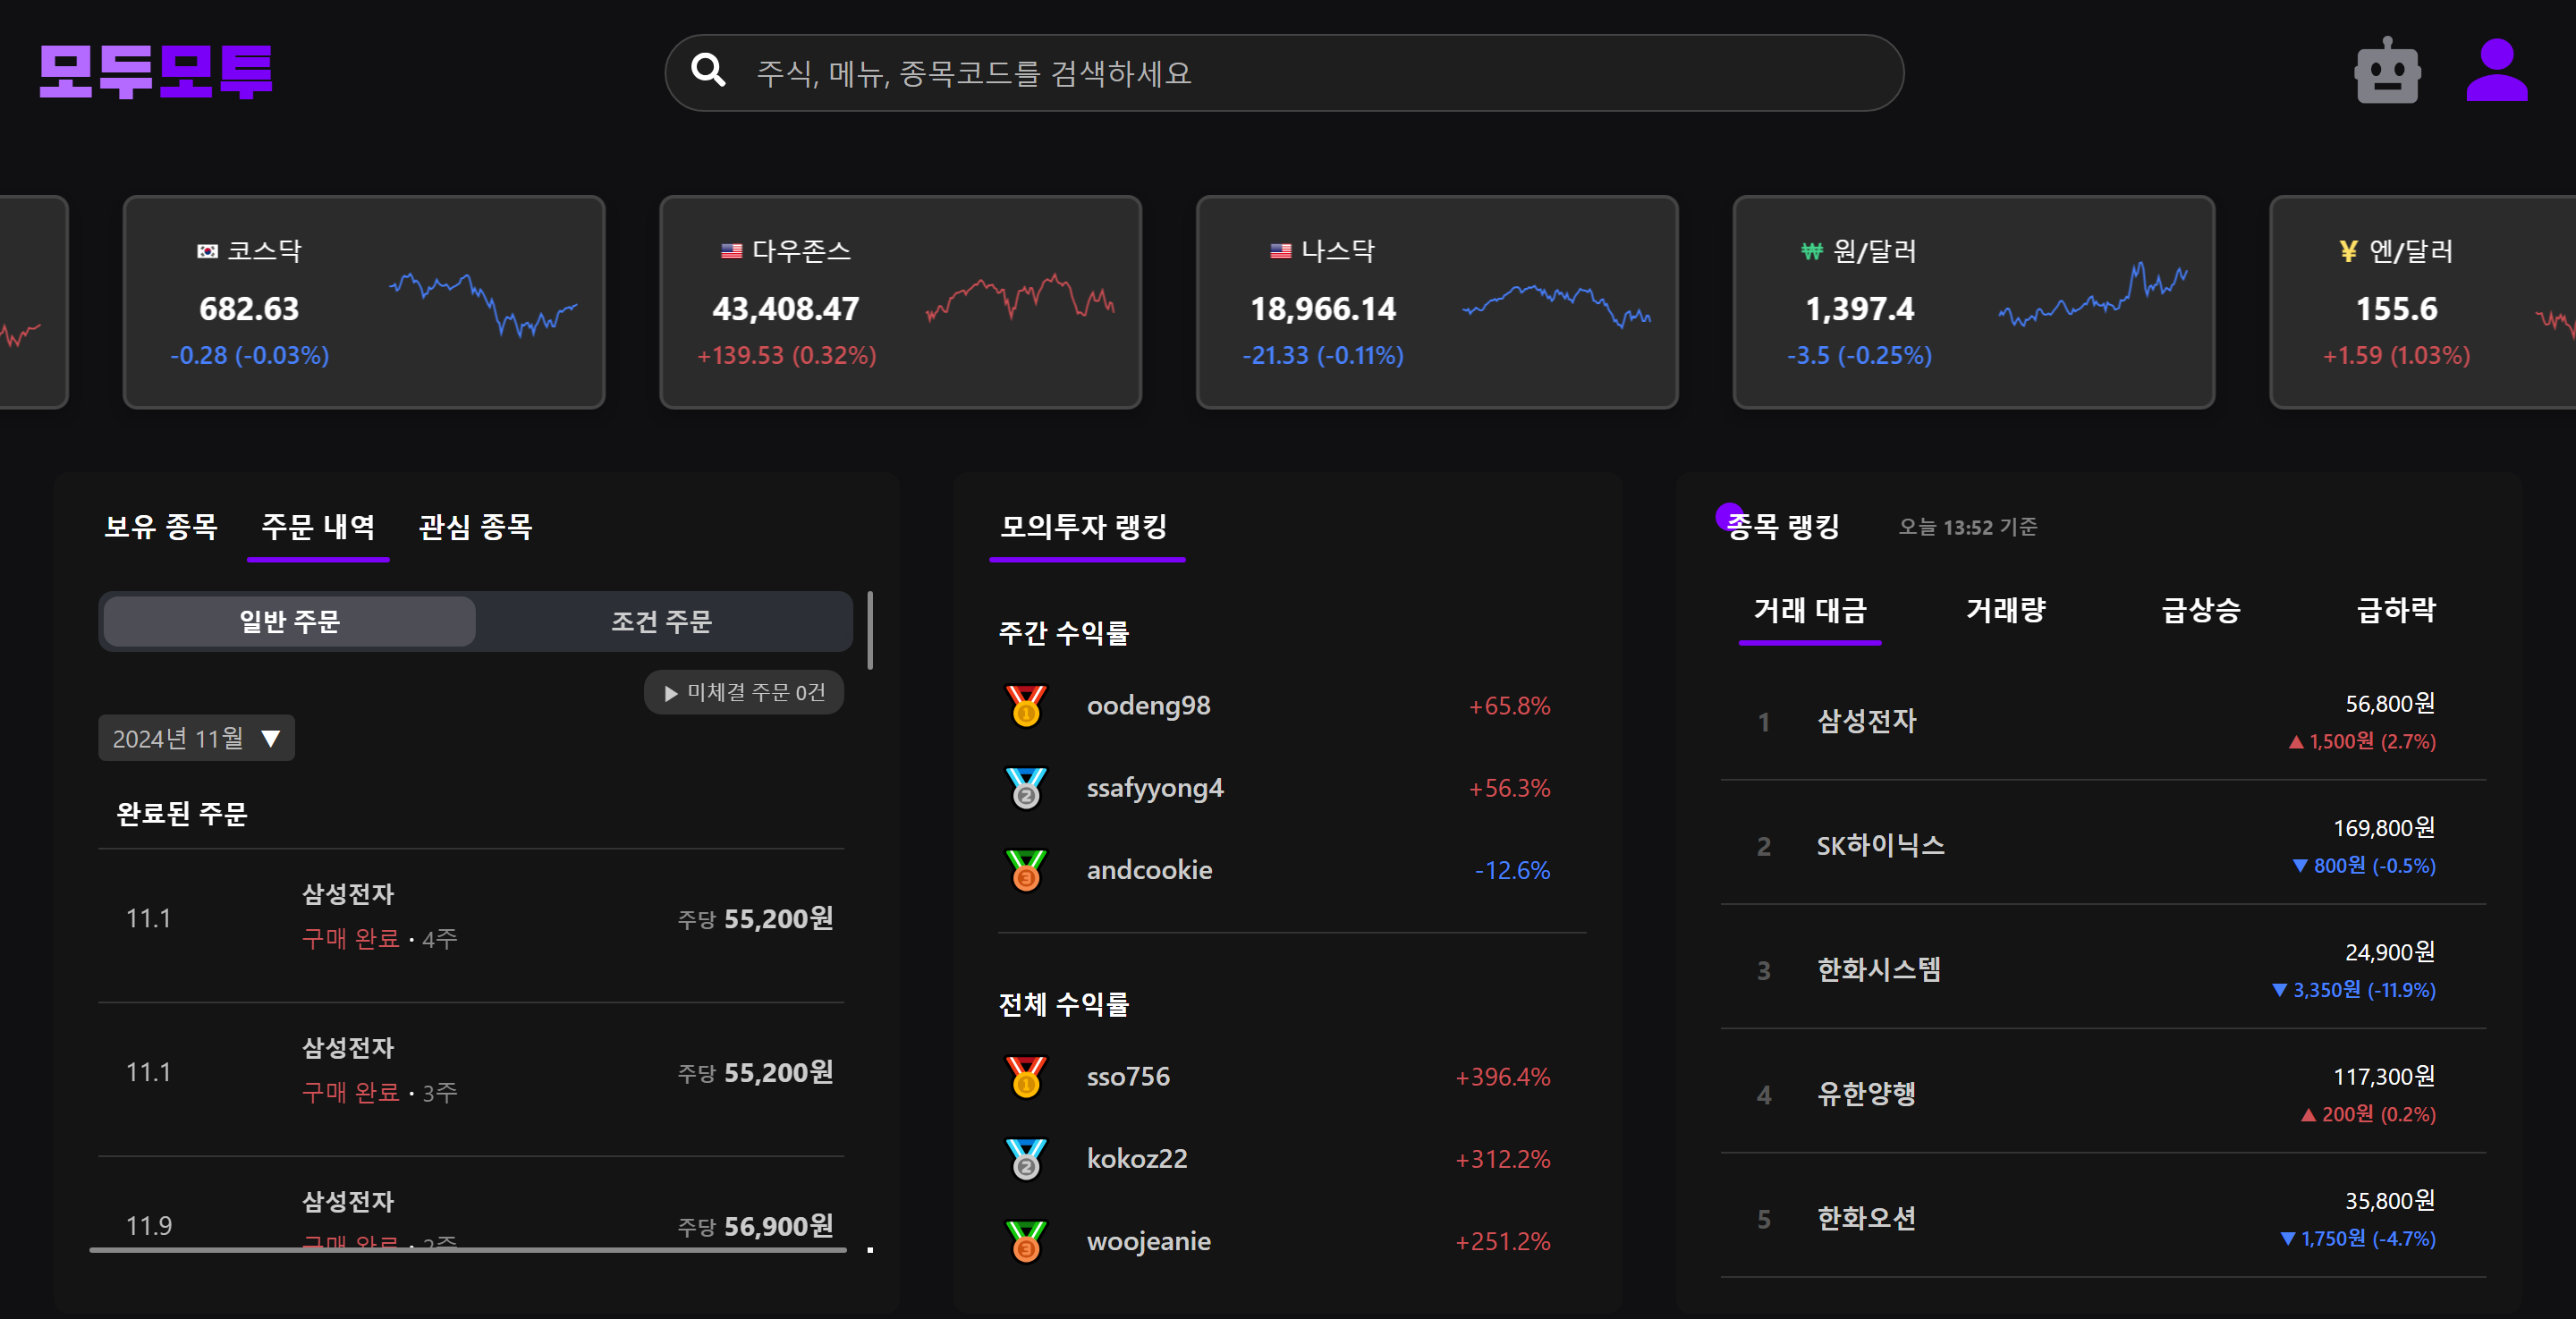 모두모투
주식, 메뉴, 종목코드를 검색하세요
코스닥
682.63
-0.28 (-0.03%)
다우존스
43,408.47
+139.53 (0.32%)
나스닥
18,966.14
-21.33 (-0.11%)
₩ 원/달러
1,397.4
-3.5 (-0.25%)
¥ 엔/달러
155.6
+1.59 (1.03%)
보유 종목 주문 내역 관심 종목
일반 주문 조건 주문
▶ 미체결 주문 0건
2024년 11월 ▼
완료된 주문
11.1
삼성전자
구매 완료 • 4주
주당 55,200원
11.1
삼성전자
구매 완료 • 3주
주당 55,200원
11.9
삼성전자
구매 완료 • 2주
주당 56,900원
모의투자 랭킹
주간 수익률
1 oodeng98 +65.8%
2 ssafyyong4 +56.3%
3 andcookie -12.6%
전체 수익률
1 sso756 +396.4%
2 kokoz22 +312.2%
3 woojeanie +251.2%
종목 랭킹 오늘 13:52 기준
거래 대금 거래량 급상승 급하락
1 삼성전자
56,800원
▲ 1,500원 (2.7%)
2 SK하이닉스
169,800원
▼ 800원 (-0.5%)
3 한화시스템
24,900원
▼ 3,350원 (-11.9%)
4 유한양행
117,300원
▲ 200원 (0.2%)
5 한화오션
35,800원
▼ 1,750원 (-4.7%)